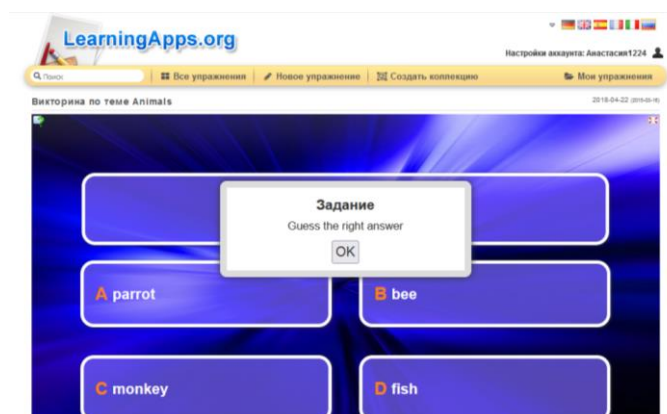 LearningApps.org
Настройки аккаунта: Анастасия1224
Поиск
Все упражнения
Новое упражнение
Создать коллекцию
Мои упражнения
Викторина по теме Animals
2018-04-22
Задание
Guess the right answer
OK
A parrot
B bee
C monkey
D fish